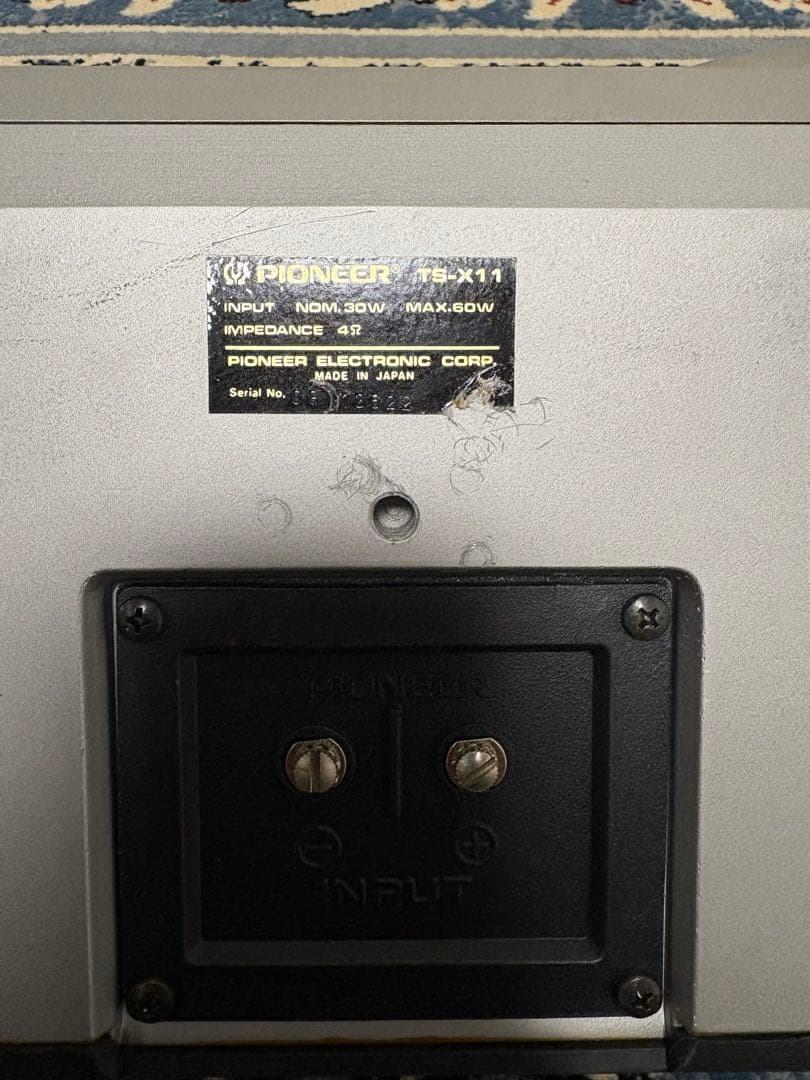 PIONEER® TS-X11
INPUT NOM.30W MAX.60W
IMPEDANCE 4Ω
PIONEER ELECTRONIC CORP.
MADE IN JAPAN
Serial No.
PIONEER
− +
INPUT